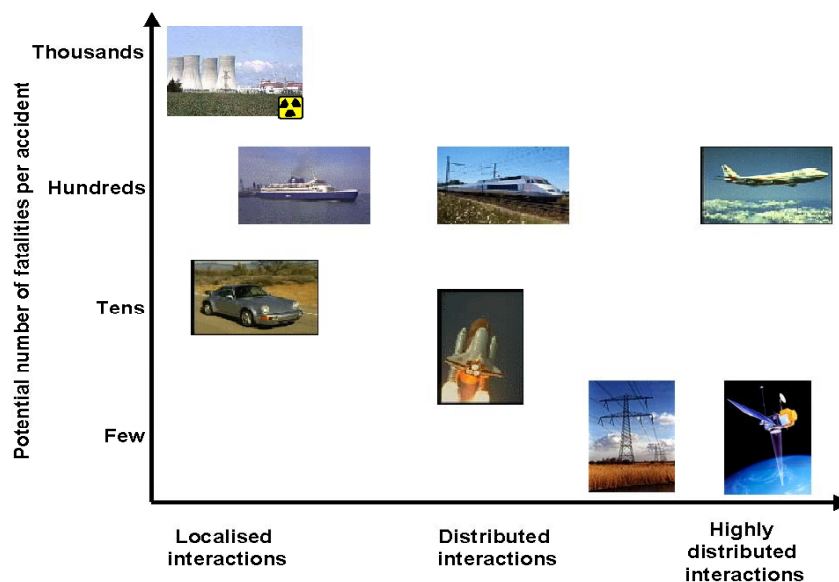 Potential number of fatalities per accident
Thousands
Hundreds
Tens
Few
Localised
interactions
Distributed
interactions
Highly
distributed
interactions